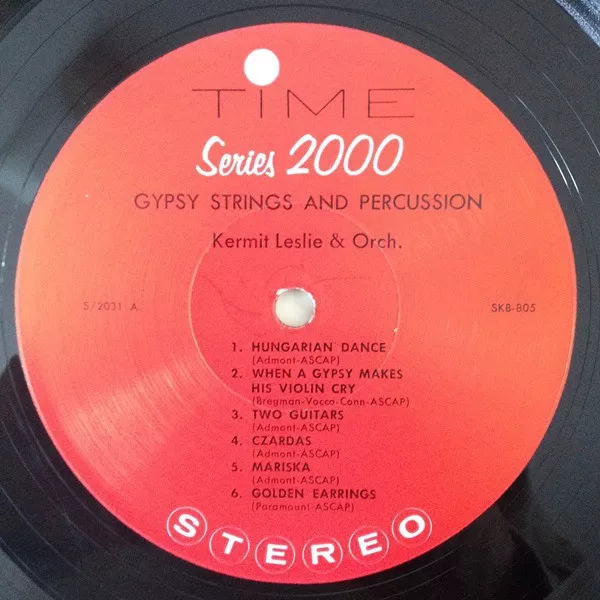 TIME
Series 2000
GYPSY STRINGS AND PERCUSSION
Kermit Leslie & Orch.
S/2031 A
SKB-805
1. HUNGARIAN DANCE
(Admont-ASCAP)
2. WHEN A GYPSY MAKES
HIS VIOLIN CRY
(Bregman-Vocco-Conn-ASCAP)
3. TWO GUITARS
(Admont-ASCAP)
4. CZARDAS
(Admont-ASCAP)
5. MARISKA
(Admont-ASCAP)
6. GOLDEN EARRINGS
(Paramount-ASCAP)
STEREO